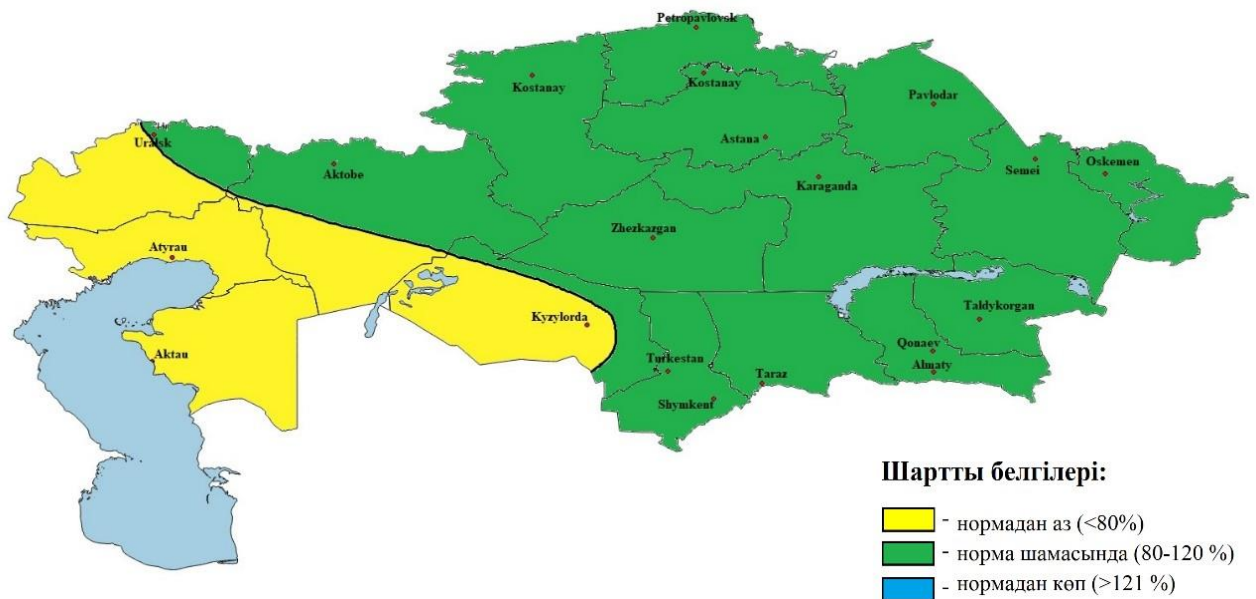 Petropavlovsk
Kostanay
Kostanay
Pavlodar
Uralsk
Astana
Oskemen
Semei
Aktobe
Karaganda
Zhezkazgan
Atyrau
Taldykorgan
Kyzylorda
Qonaev
Aktau
Turkestan
Almaty
Taraz
Shymkent
Шартты белгілері:
- нормадан аз (<80%)
- норма шамасында (80-120 %)
- нормадан көп (>121 %)